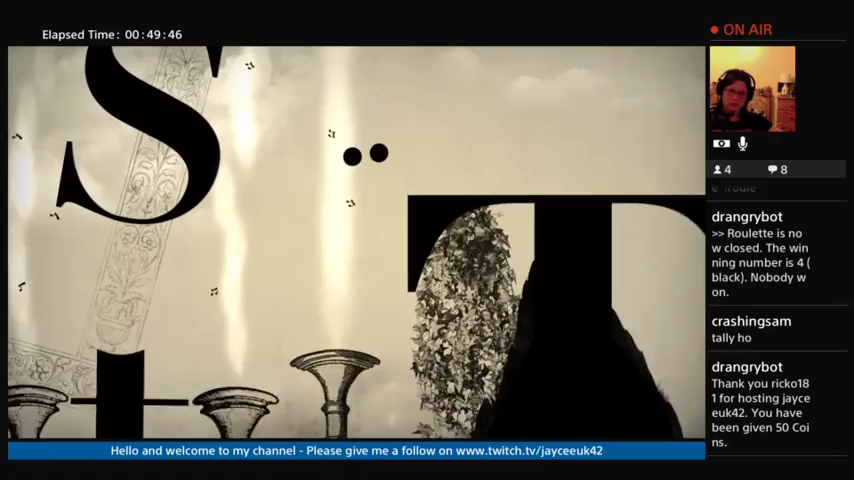 Elapsed Time: 00:49:46
ON AIR
S
T
4
8
drangrybot
>> Roulette is no
w closed. The win
ning number is 4 (
black). Nobody w
on.
crashingsam
tally ho
drangrybot
Thank you ricko18
1 for hosting jayce
euk42. You have
been given 50 Coi
ns.
Hello and welcome to my channel - Please give me a follow on www.twitch.tv/jayceeuk42